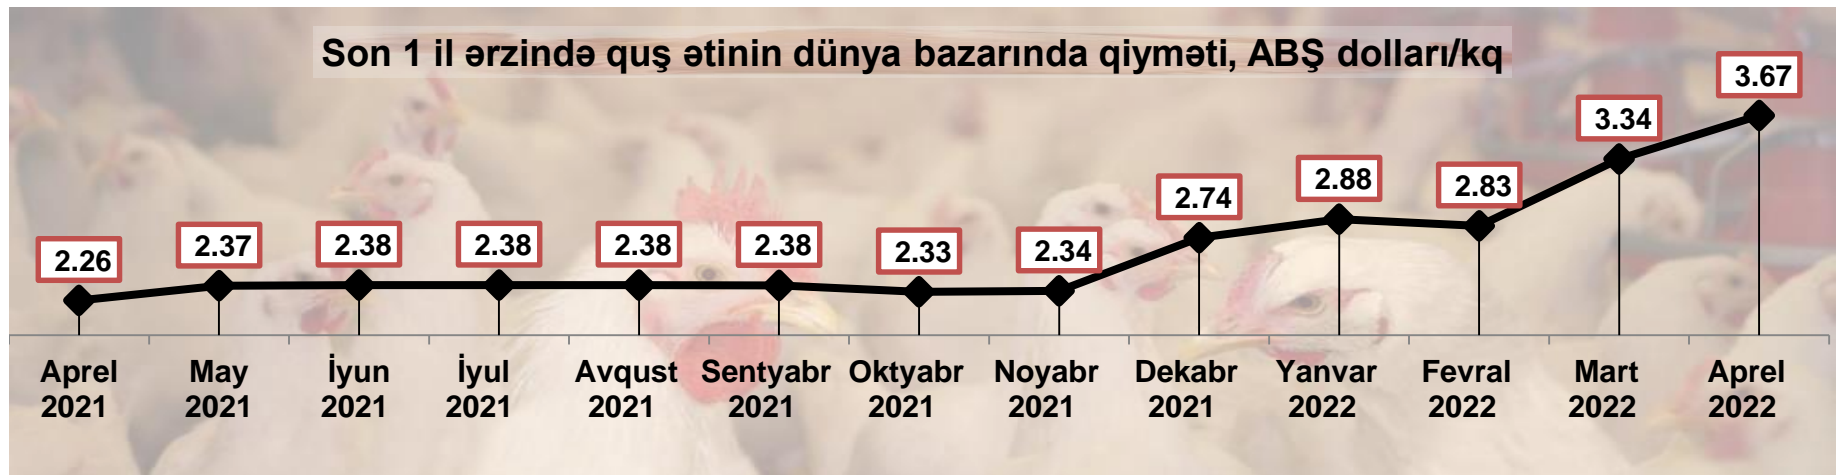 Son 1 il ərzində quş ətinin dünya bazarında qiyməti, ABŞ dolları/kq
2.26
2.37
2.38
2.38
2.38
2.38
2.33
2.34
2.74
2.88
2.83
3.34
3.67
Aprel
2021
May
2021
İyun
2021
İyul
2021
Avqust
2021
Sentyabr
2021
Oktyabr
2021
Noyabr
2021
Dekabr
2021
Yanvar
2022
Fevral
2022
Mart
2022
Aprel
2022